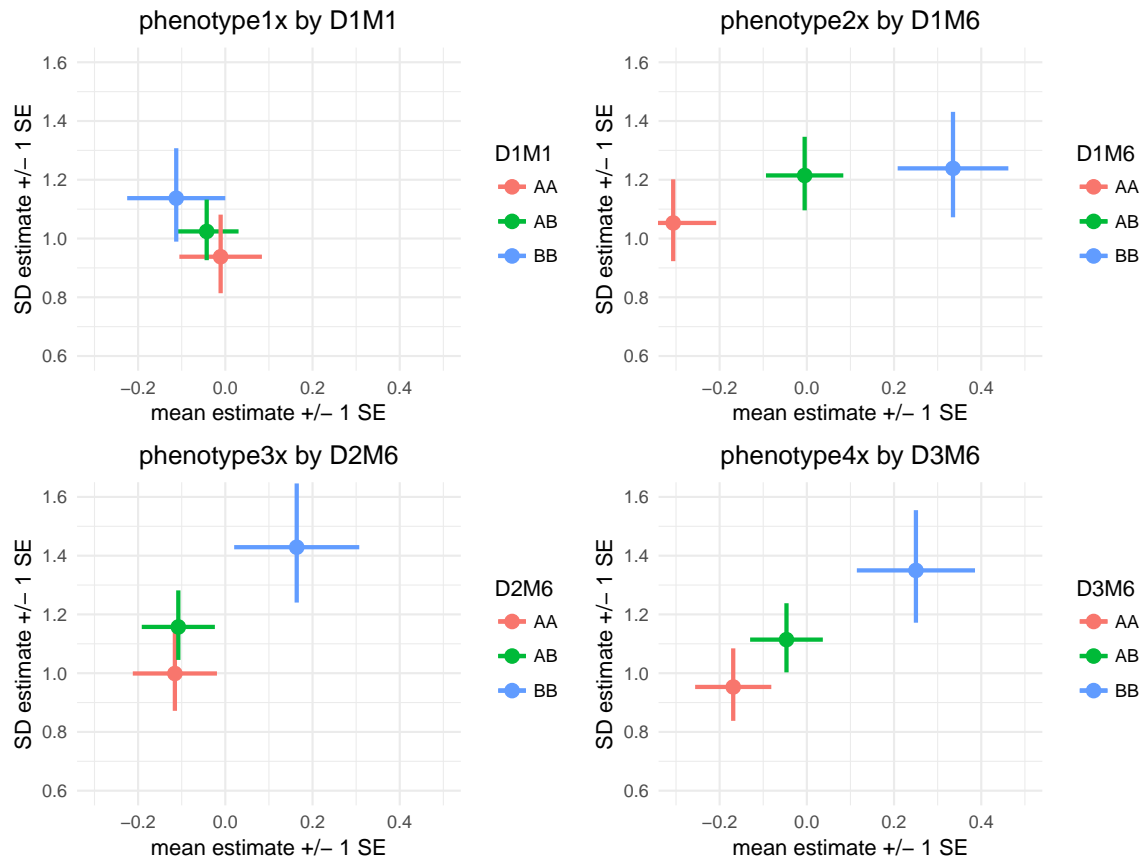 phenotype1x by D1M1
SD estimate +/− 1 SE
1.6
1.4
1.2
1.0
0.8
0.6
−0.2 0.0 0.2 0.4
mean estimate +/− 1 SE
D1M1
AA
AB
BB
phenotype2x by D1M6
SD estimate +/− 1 SE
1.6
1.4
1.2
1.0
0.8
0.6
−0.2 0.0 0.2 0.4
mean estimate +/− 1 SE
D1M6
AA
AB
BB
phenotype3x by D2M6
SD estimate +/− 1 SE
1.6
1.4
1.2
1.0
0.8
0.6
−0.2 0.0 0.2 0.4
mean estimate +/− 1 SE
D2M6
AA
AB
BB
phenotype4x by D3M6
SD estimate +/− 1 SE
1.6
1.4
1.2
1.0
0.8
0.6
−0.2 0.0 0.2 0.4
mean estimate +/− 1 SE
D3M6
AA
AB
BB